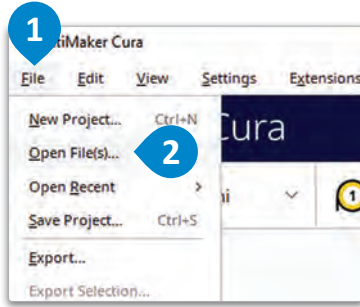 1
tiMaker Cura
File Edit View Settings Extensions
New Project... Ctrl+N
Cura
Open File(s)...
2
Open Recent >
1
Save Project... Ctrl+S
Export...
Export Selection...